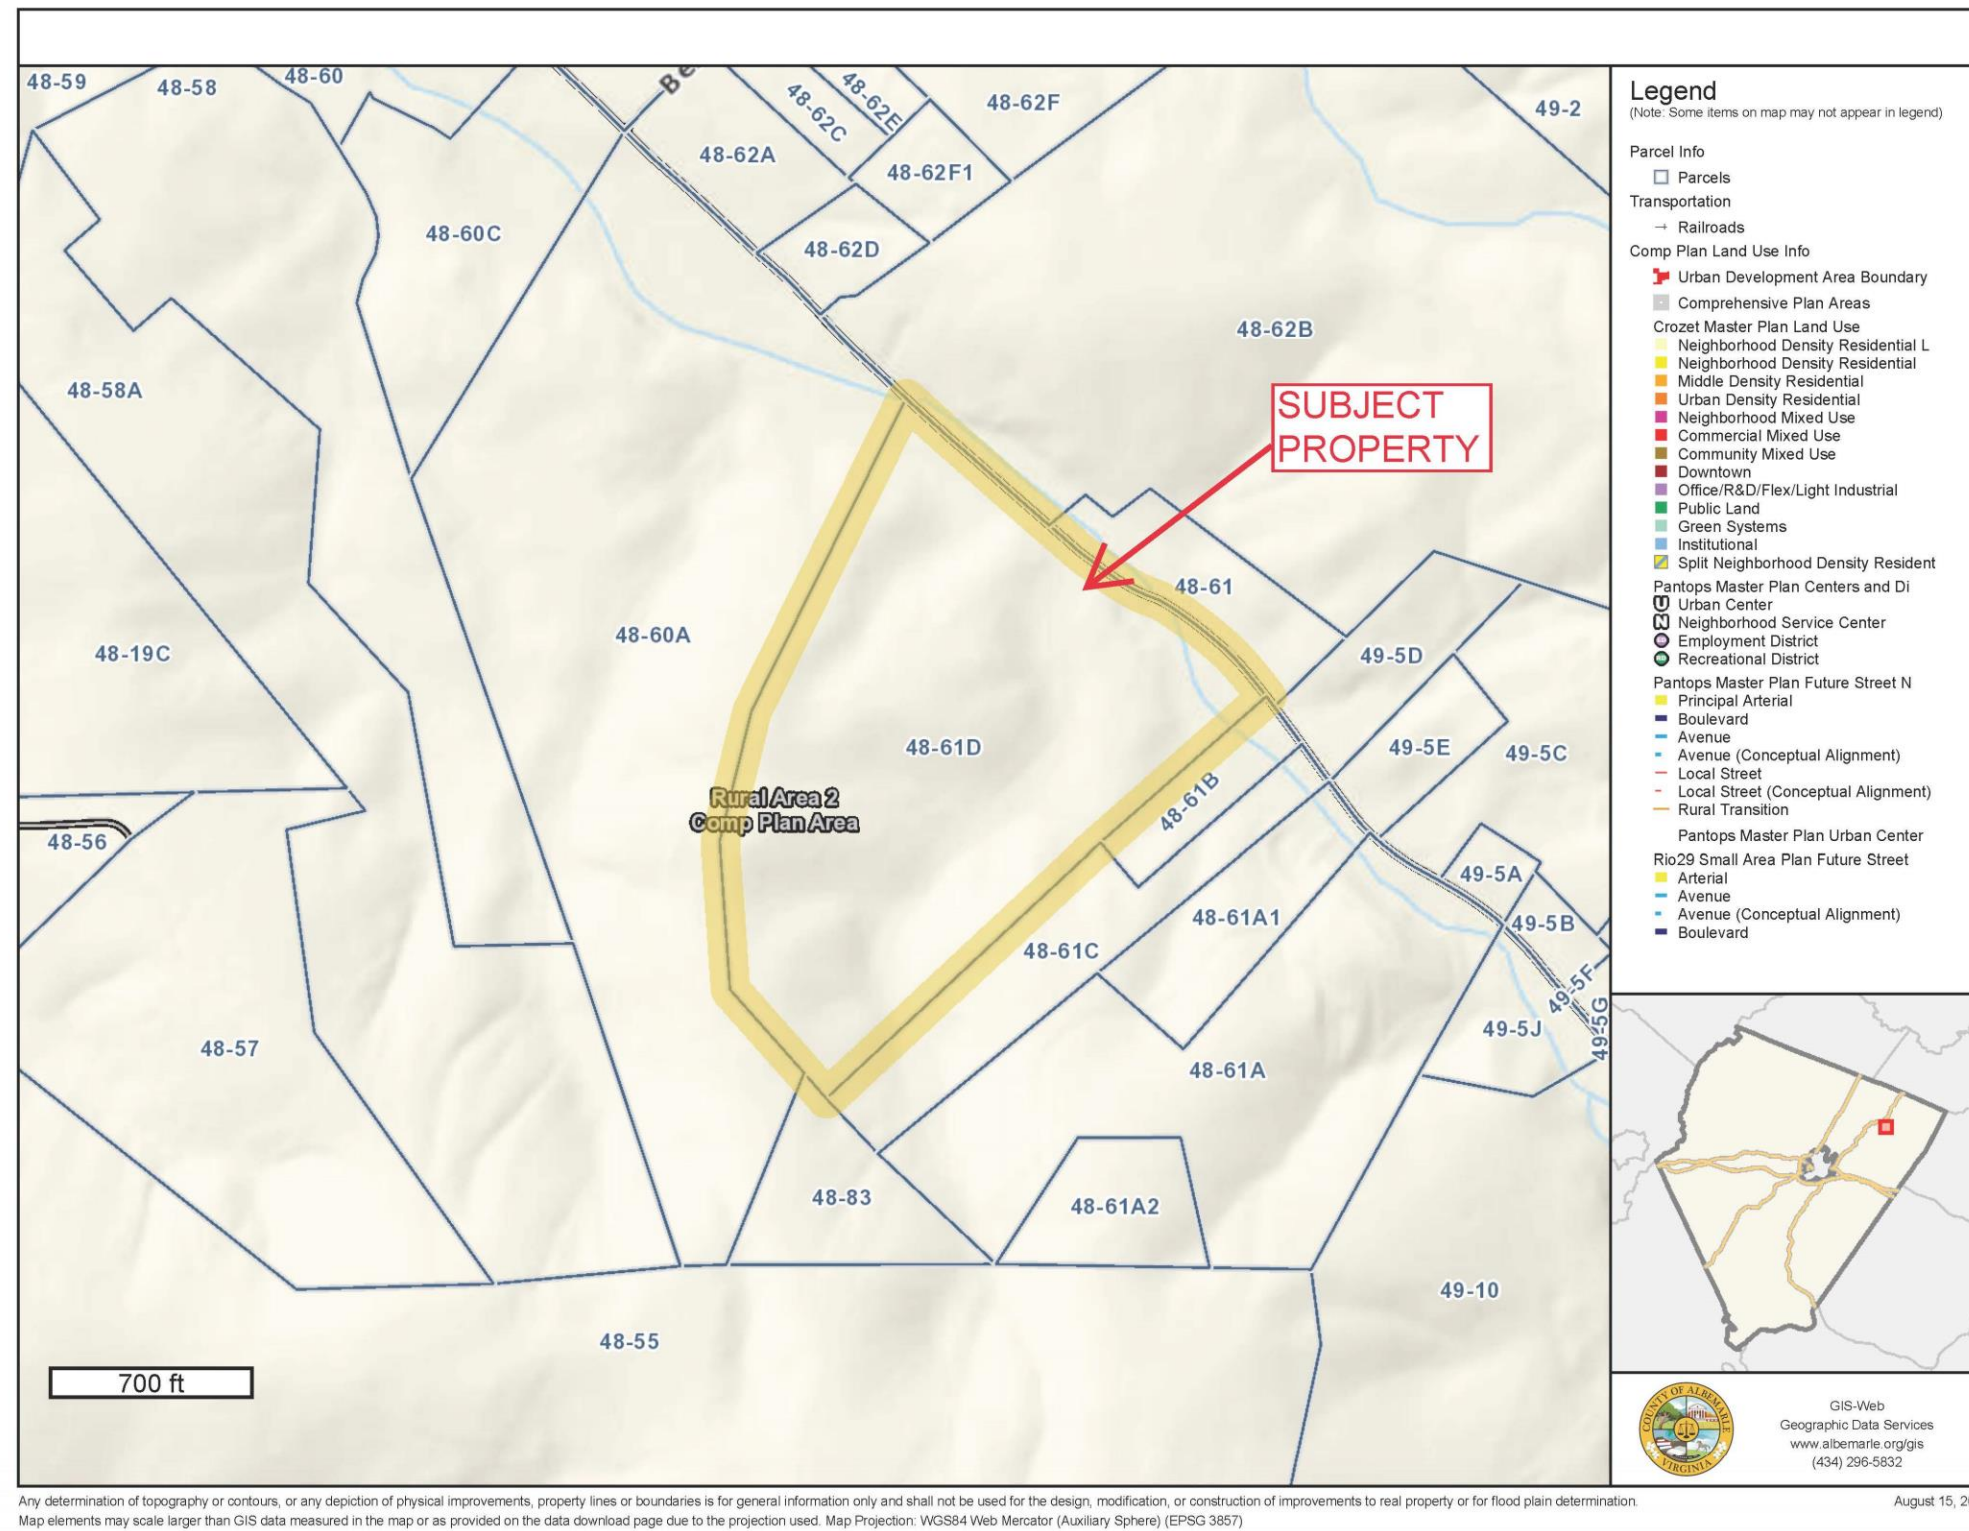 48-59
48-58
48-60
Be
48-62C
48-62E
48-62F
49-2
48-62A
48-62F1
48-60C
48-62D
48-62B
48-58A
SUBJECT
PROPERTY
48-61
48-60A
48-19C
49-5D
48-61D
49-5E
49-5C
48-61B
Rural Area 2
Comp Plan Area
48-56
49-5A
48-61A1
49-5B
48-61C
49-5F
49-5G
49-5J
48-57
48-61A
48-83
48-61A2
49-10
48-55
700 ft
Legend
(Note: Some items on map may not appear in legend)
Parcel Info
Parcels
Transportation
Railroads
Comp Plan Land Use Info
Urban Development Area Boundary
Comprehensive Plan Areas
Crozet Master Plan Land Use
Neighborhood Density Residential L
Neighborhood Density Residential
Middle Density Residential
Urban Density Residential
Neighborhood Mixed Use
Commercial Mixed Use
Community Mixed Use
Downtown
Office/R&D/Flex/Light Industrial
Public Land
Green Systems
Institutional
Split Neighborhood Density Resident
Pantops Master Plan Centers and Di
Urban Center
Neighborhood Service Center
Employment District
Recreational District
Pantops Master Plan Future Street N
Principal Arterial
Boulevard
Avenue
Avenue (Conceptual Alignment)
Local Street
Local Street (Conceptual Alignment)
Rural Transition
Pantops Master Plan Urban Center
Rio29 Small Area Plan Future Street
Arterial
Avenue
Avenue (Conceptual Alignment)
Boulevard
COUNTY OF ALBEMARLE
VIRGINIA
GIS-Web
Geographic Data Services
www.albemarle.org/gis
(434) 296-5832
Any determination of topography or contours, or any depiction of physical improvements, property lines or boundaries is for general information only and shall not be used for the design, modification, or construction of improvements to real property or for flood plain determination.
August 15, 20
Map elements may scale larger than GIS data measured in the map or as provided on the data download page due to the projection used. Map Projection: WGS84 Web Mercator (Auxiliary Sphere) (EPSG 3857)